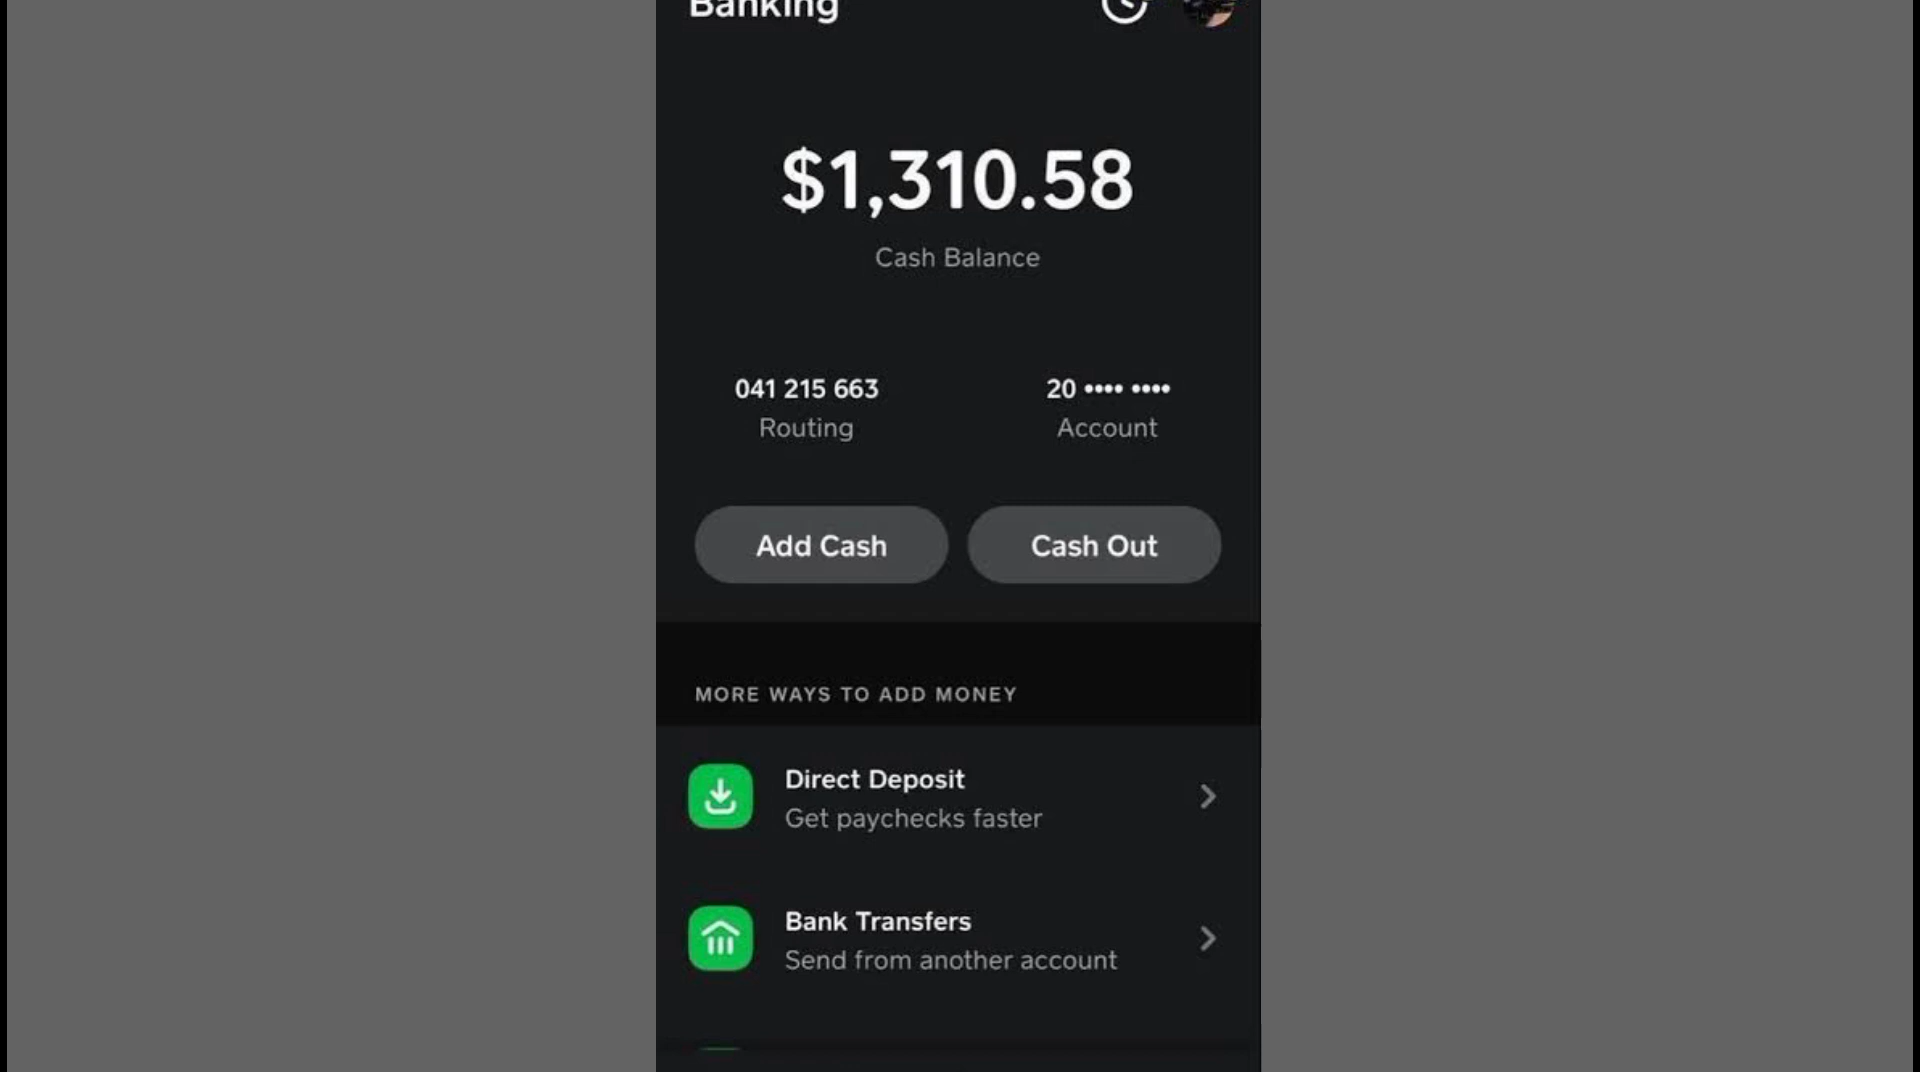 Banking
$1,310.58
Cash Balance
041 215 663
Routing
20 •••• ••••
Account
Add Cash
Cash Out
MORE WAYS TO ADD MONEY
Direct Deposit
Get paychecks faster
Bank Transfers
Send from another account